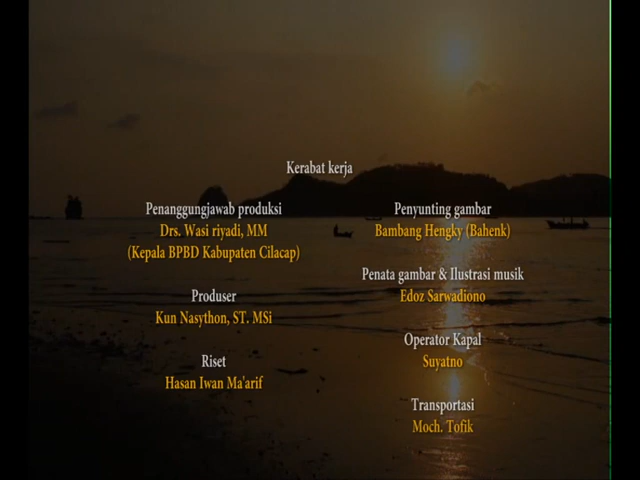 Kerabat kerja
Penanggungjawab produksi
Drs. Wasi riyadi, MM
(Kepala BPBD Kabupaten Cilacap)
Produser
Kun Nasython, ST. MSi
Riset
Hasan Iwan Ma'arif
Penyunting gambar
Bambang Hengky (Bahenk)
Penata gambar & Ilustrasi musik
Edoz Sarwadiono
Operator Kapal
Suyatno
Transportasi
Moch. Tofik